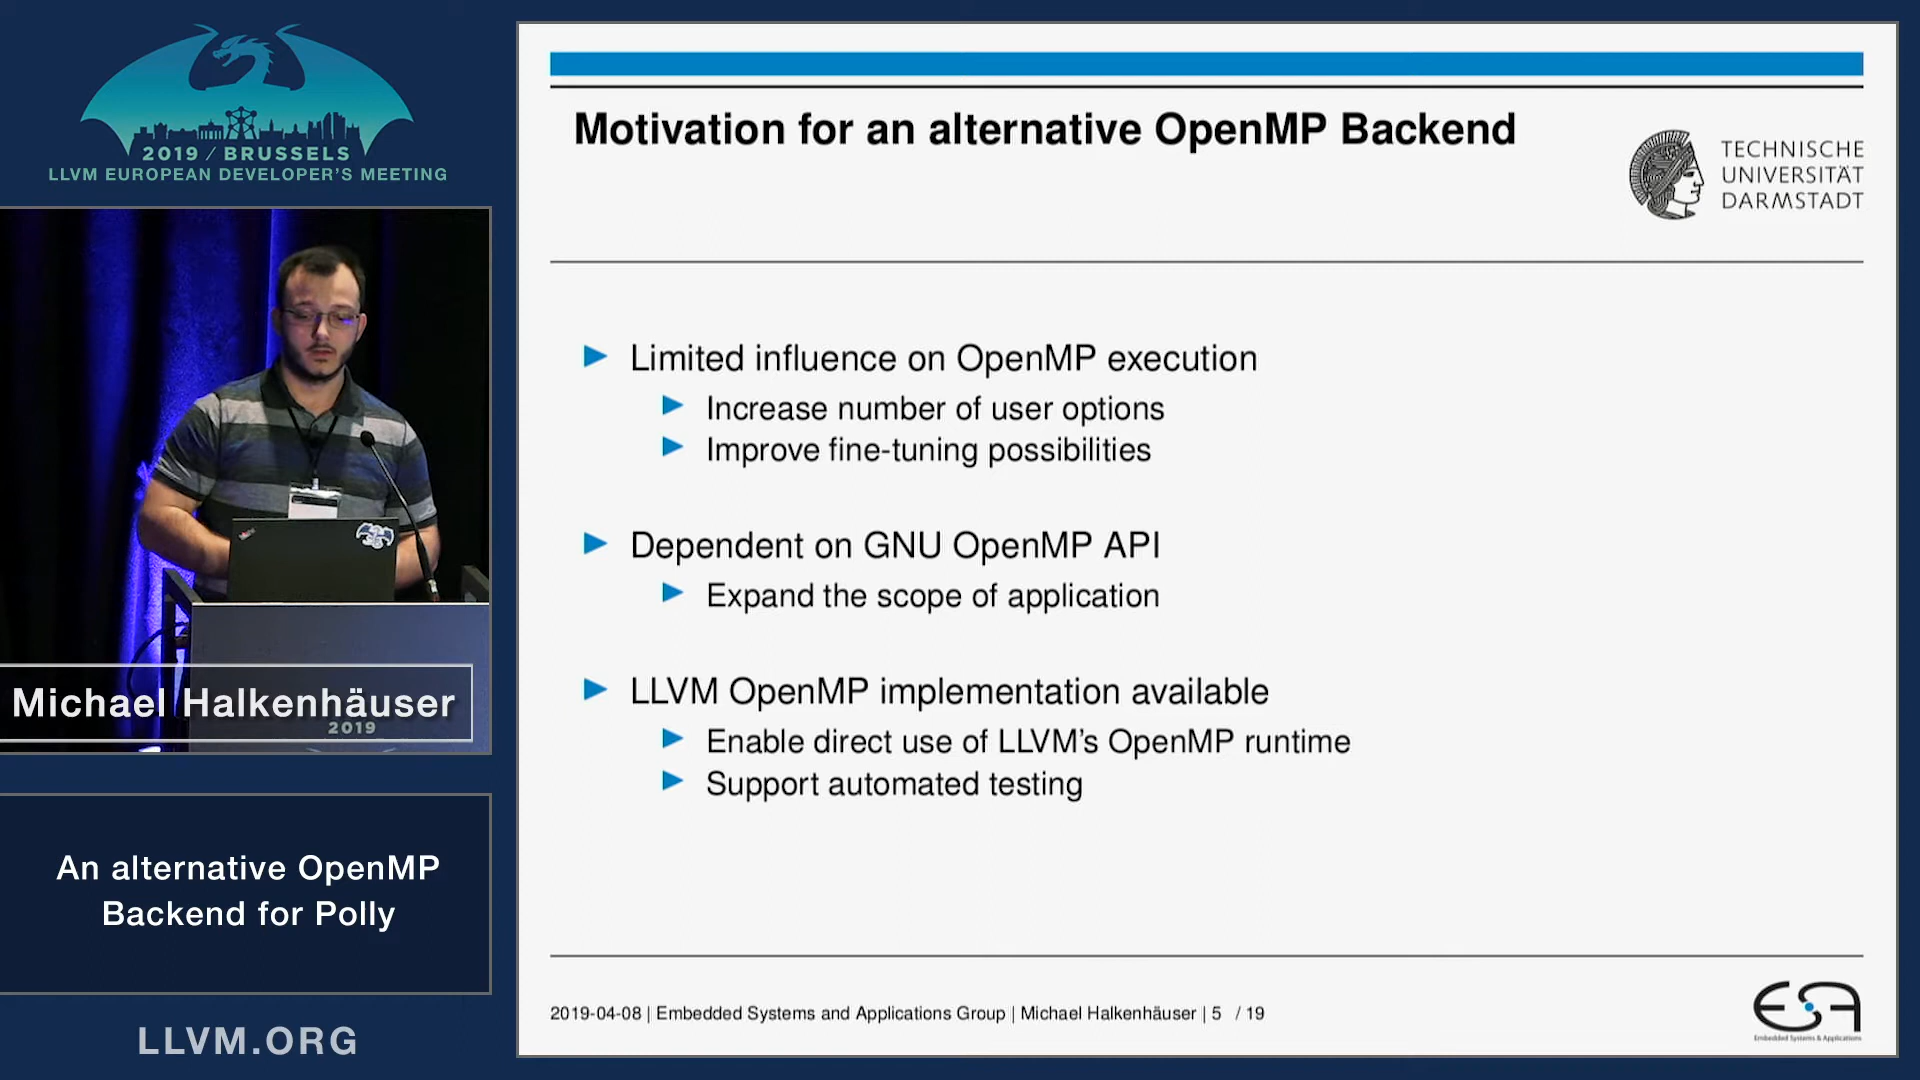 2019 / BRUSSELS
LLVM EUROPEAN DEVELOPER'S MEETING
Michael Halkenhäuser
2019
An alternative OpenMP
Backend for Polly
LLVM.ORG
Motivation for an alternative OpenMP Backend
TECHNISCHE
UNIVERSITÄT
DARMSTADT
Limited influence on OpenMP execution
Increase number of user options
Improve fine-tuning possibilities
Dependent on GNU OpenMP API
Expand the scope of application
LLVM OpenMP implementation available
Enable direct use of LLVM's OpenMP runtime
Support automated testing
2019-04-08 | Embedded Systems and Applications Group | Michael Halkenhäuser | 5 / 19
ESA
Embedded Systems & Applications